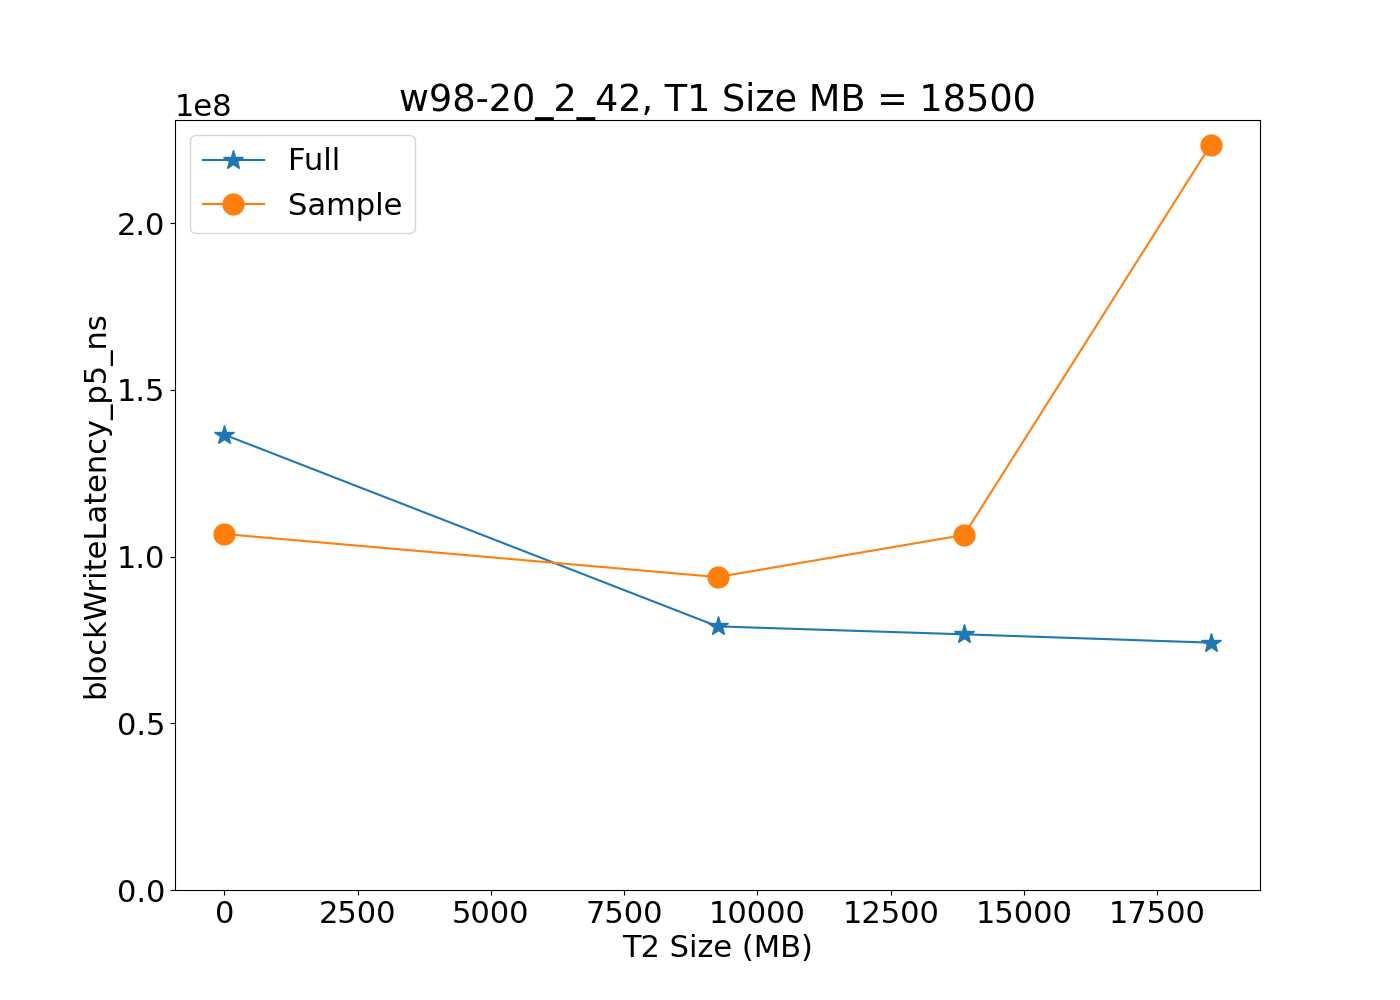 w98-20_2_42, T1 Size MB = 18500
1e8
Full
Sample
2.0
1.5
1.0
0.5
0.0
blockWriteLatency_p5_ns
0 2500 5000 7500 10000 12500 15000 17500
T2 Size (MB)